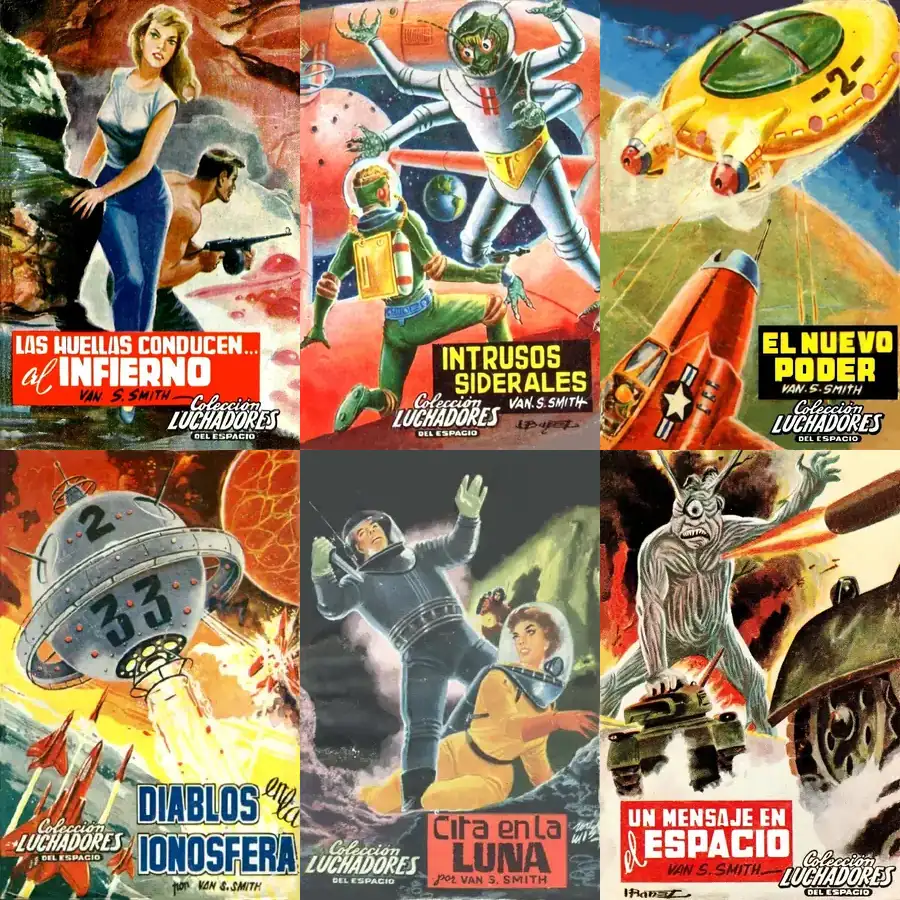 LAS HUELLAS CONDUCEN...
al INFIERNO
VAN S. SMITH
Colección
LUCHADORES
DEL ESPACIO
H
INTRUSOS
SIDERALES
VAN. S. SMITH
Colección
LUCHADORES
DEL ESPACIO
-2-
EL NUEVO
PODER
VAN. S. SMITH
Colección
LUCHADORES
DEL ESPACIO
2
33
DIABLOS en la
IONOSFERA
por VAN S. SMITH
Colección
LUCHADORES
DEL ESPACIO
Cita en la
LUNA
por VAN S. SMITH
Colección
LUCHADORES
DEL ESPACIO
UN MENSAJE EN
el ESPACIO
VAN S. SMITH
Colección
LUCHADORES
DEL ESPACIO